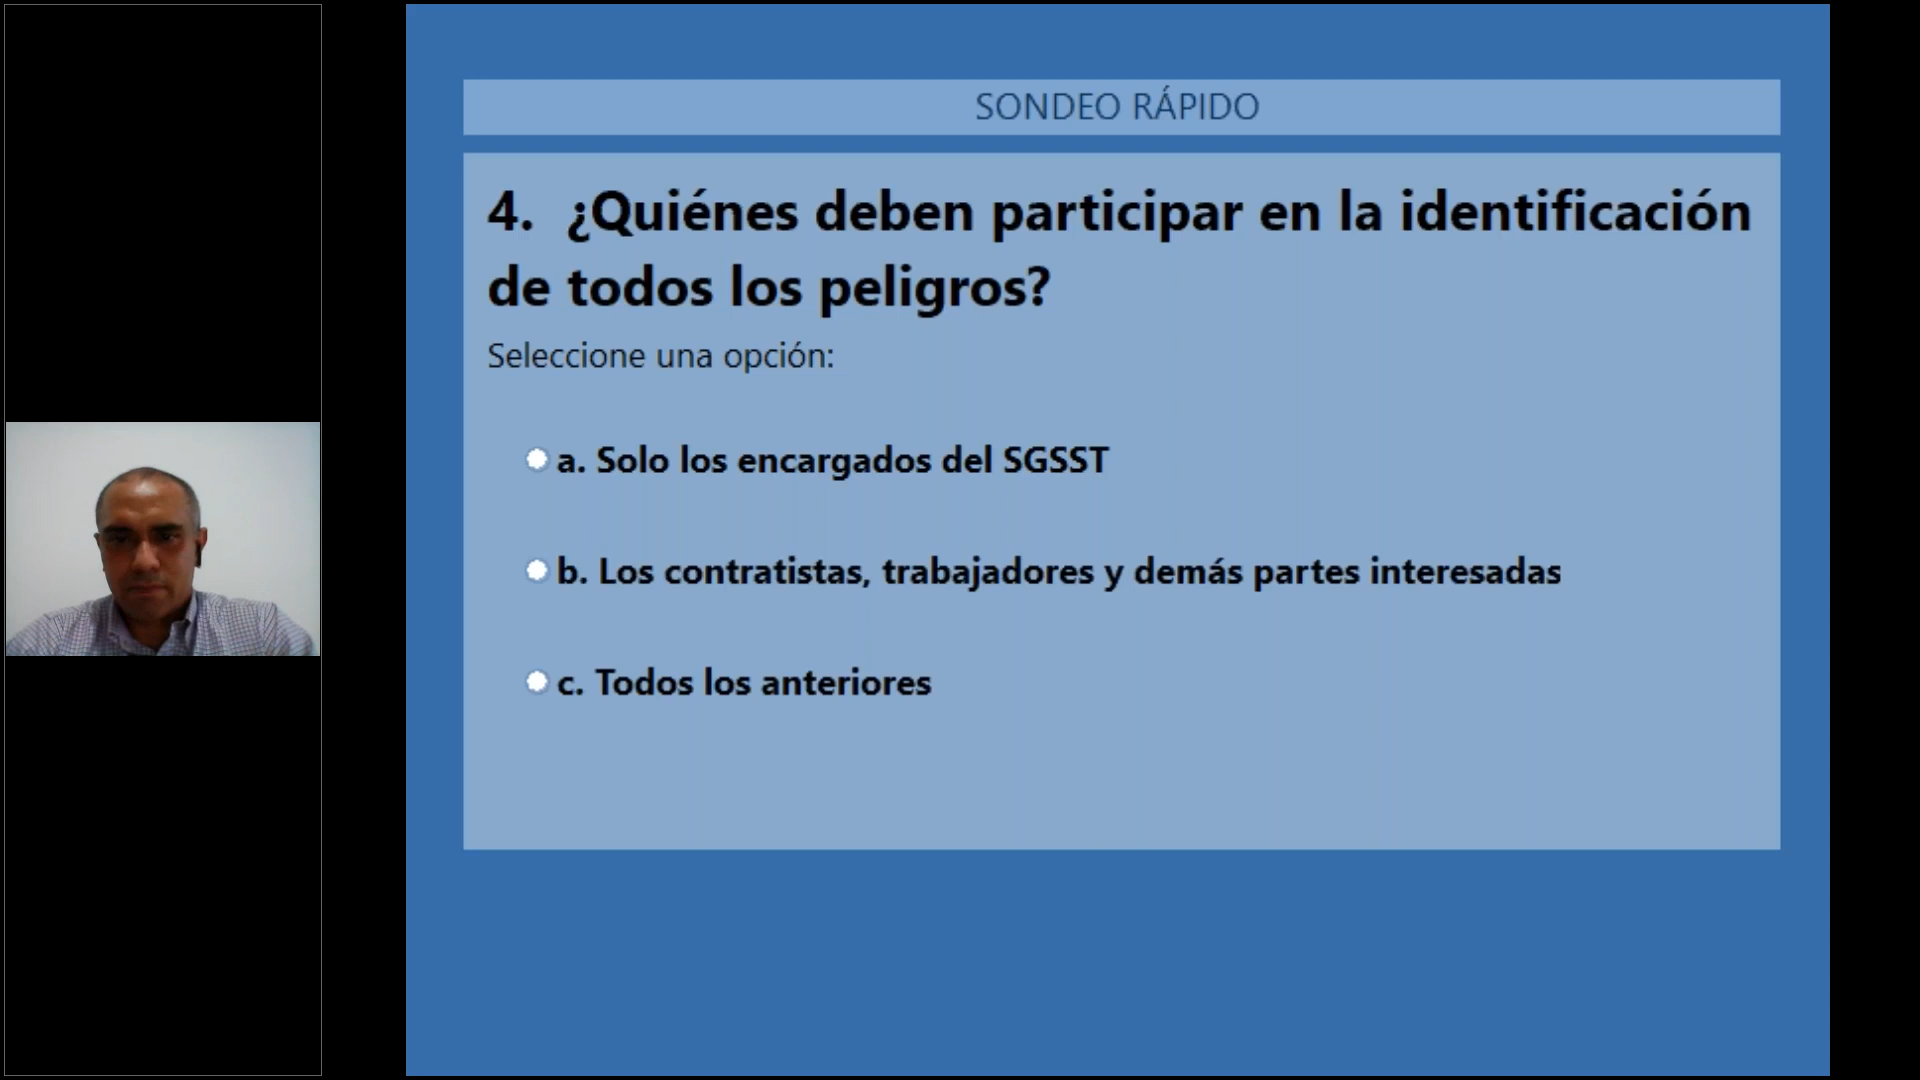 SONDEO RÁPIDO
4. ¿Quiénes deben participar en la identificación
de todos los peligros?
Seleccione una opción:
a. Solo los encargados del SGSST
b. Los contratistas, trabajadores y demás partes interesadas
c. Todos los anteriores